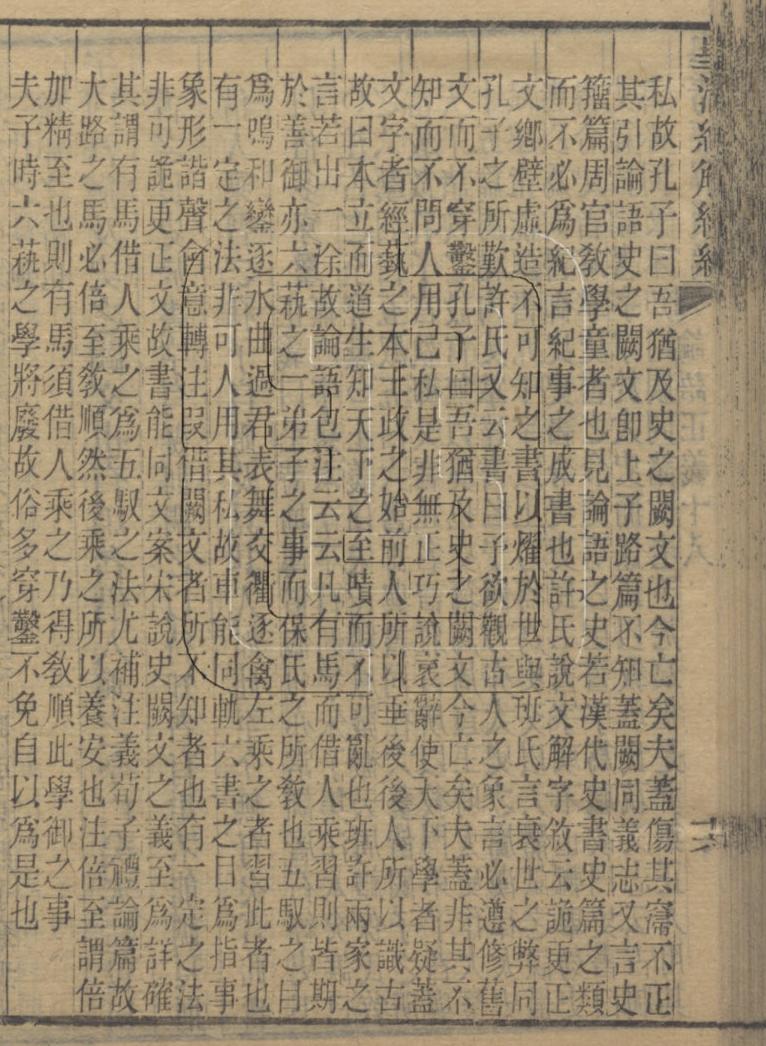 私故孔子曰吾猶及史之闕文也今亡矣夫蓋傷其寖不正
其引論語史之闕文卽上子路篇不知蓋闕同義志又言史
籀篇周官敎學童者也見論語之史若漢代史書史篇之類
而不必爲紀言紀事之成書也許氏說文解字敘云詭更正
文鄉壁虛造不可知之書以燿於世與班氏言衰世之弊同
孔子之所歎許氏又云書曰予欲觀古人之象言必遵修舊
文而不穿鑿孔子曰吾猶及史之闕文今亡矣夫蓋非其不
知而不問人用己私是非無正巧說衺辭使天下學者疑蓋
文字者經藝之本王政之始前人所以垂後後人所以識古
故曰本立而道生知天下之至嘖而不可亂也班許兩家之
言若出一涂故論語包注云云凡有馬而借人乘習則皆期
於善御亦六蓺之一弟子之事而保氏之所敎也五馭之目
爲鳴和鑾逐水曲過君表舞交衢逐禽左乘之者習此者也
有一定之法非可人用其私故車能同軌六書之目爲指事
象形諧聲會意轉注叚借闕文者所不知者也有一定之法
非可詭更正文故書能同文案宋說史闕文之義至爲詳確
其謂有馬借人乘之爲五馭之法尤補注義荀子禮論篇故
大路之馬必倍至敎順然後乘之所以養安也注倍至謂倍
加精至也則有馬須借人乘之乃得敎順此學御之事
夫子時六蓺之學將廢故俗多穿鑿不免自以爲是也